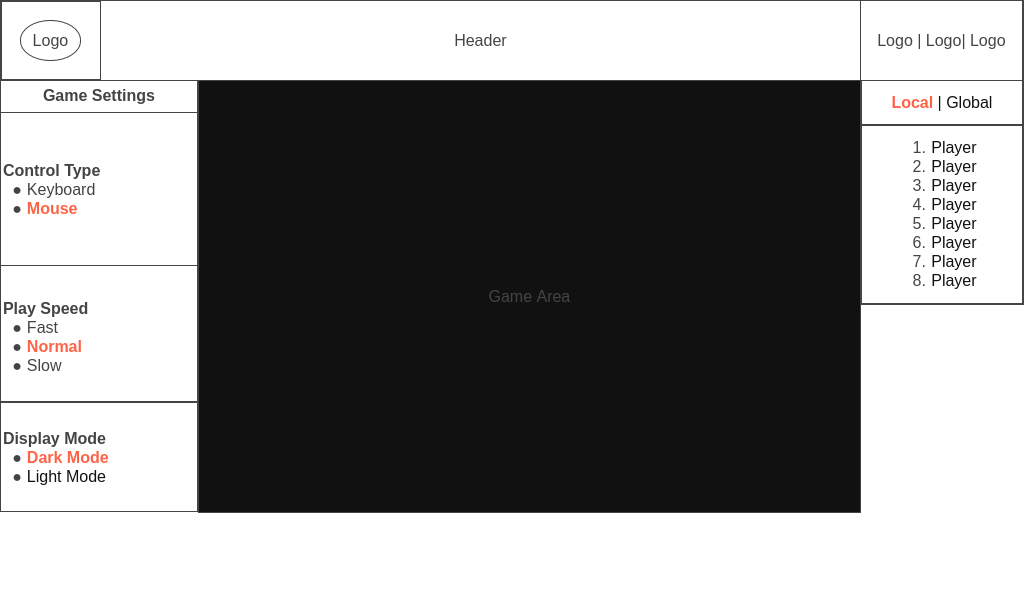 Logo
Header
Logo | Logo| Logo
Game Settings
Control Type
● Keyboard
● Mouse
Play Speed
● Fast
● Normal
● Slow
Display Mode
● Dark Mode
● Light Mode
Game Area
Local | Global
1. Player
2. Player
3. Player
4. Player
5. Player
6. Player
7. Player
8. Player